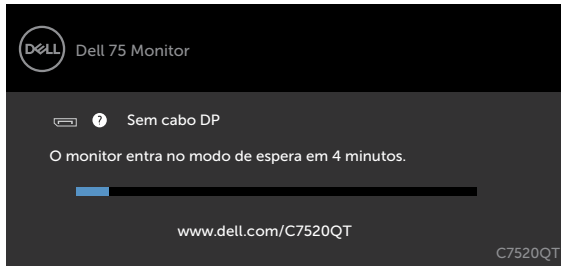 DELL Dell 75 Monitor
? Sem cabo DP
O monitor entra no modo de espera em 4 minutos.
www.dell.com/C7520QT
C7520QT